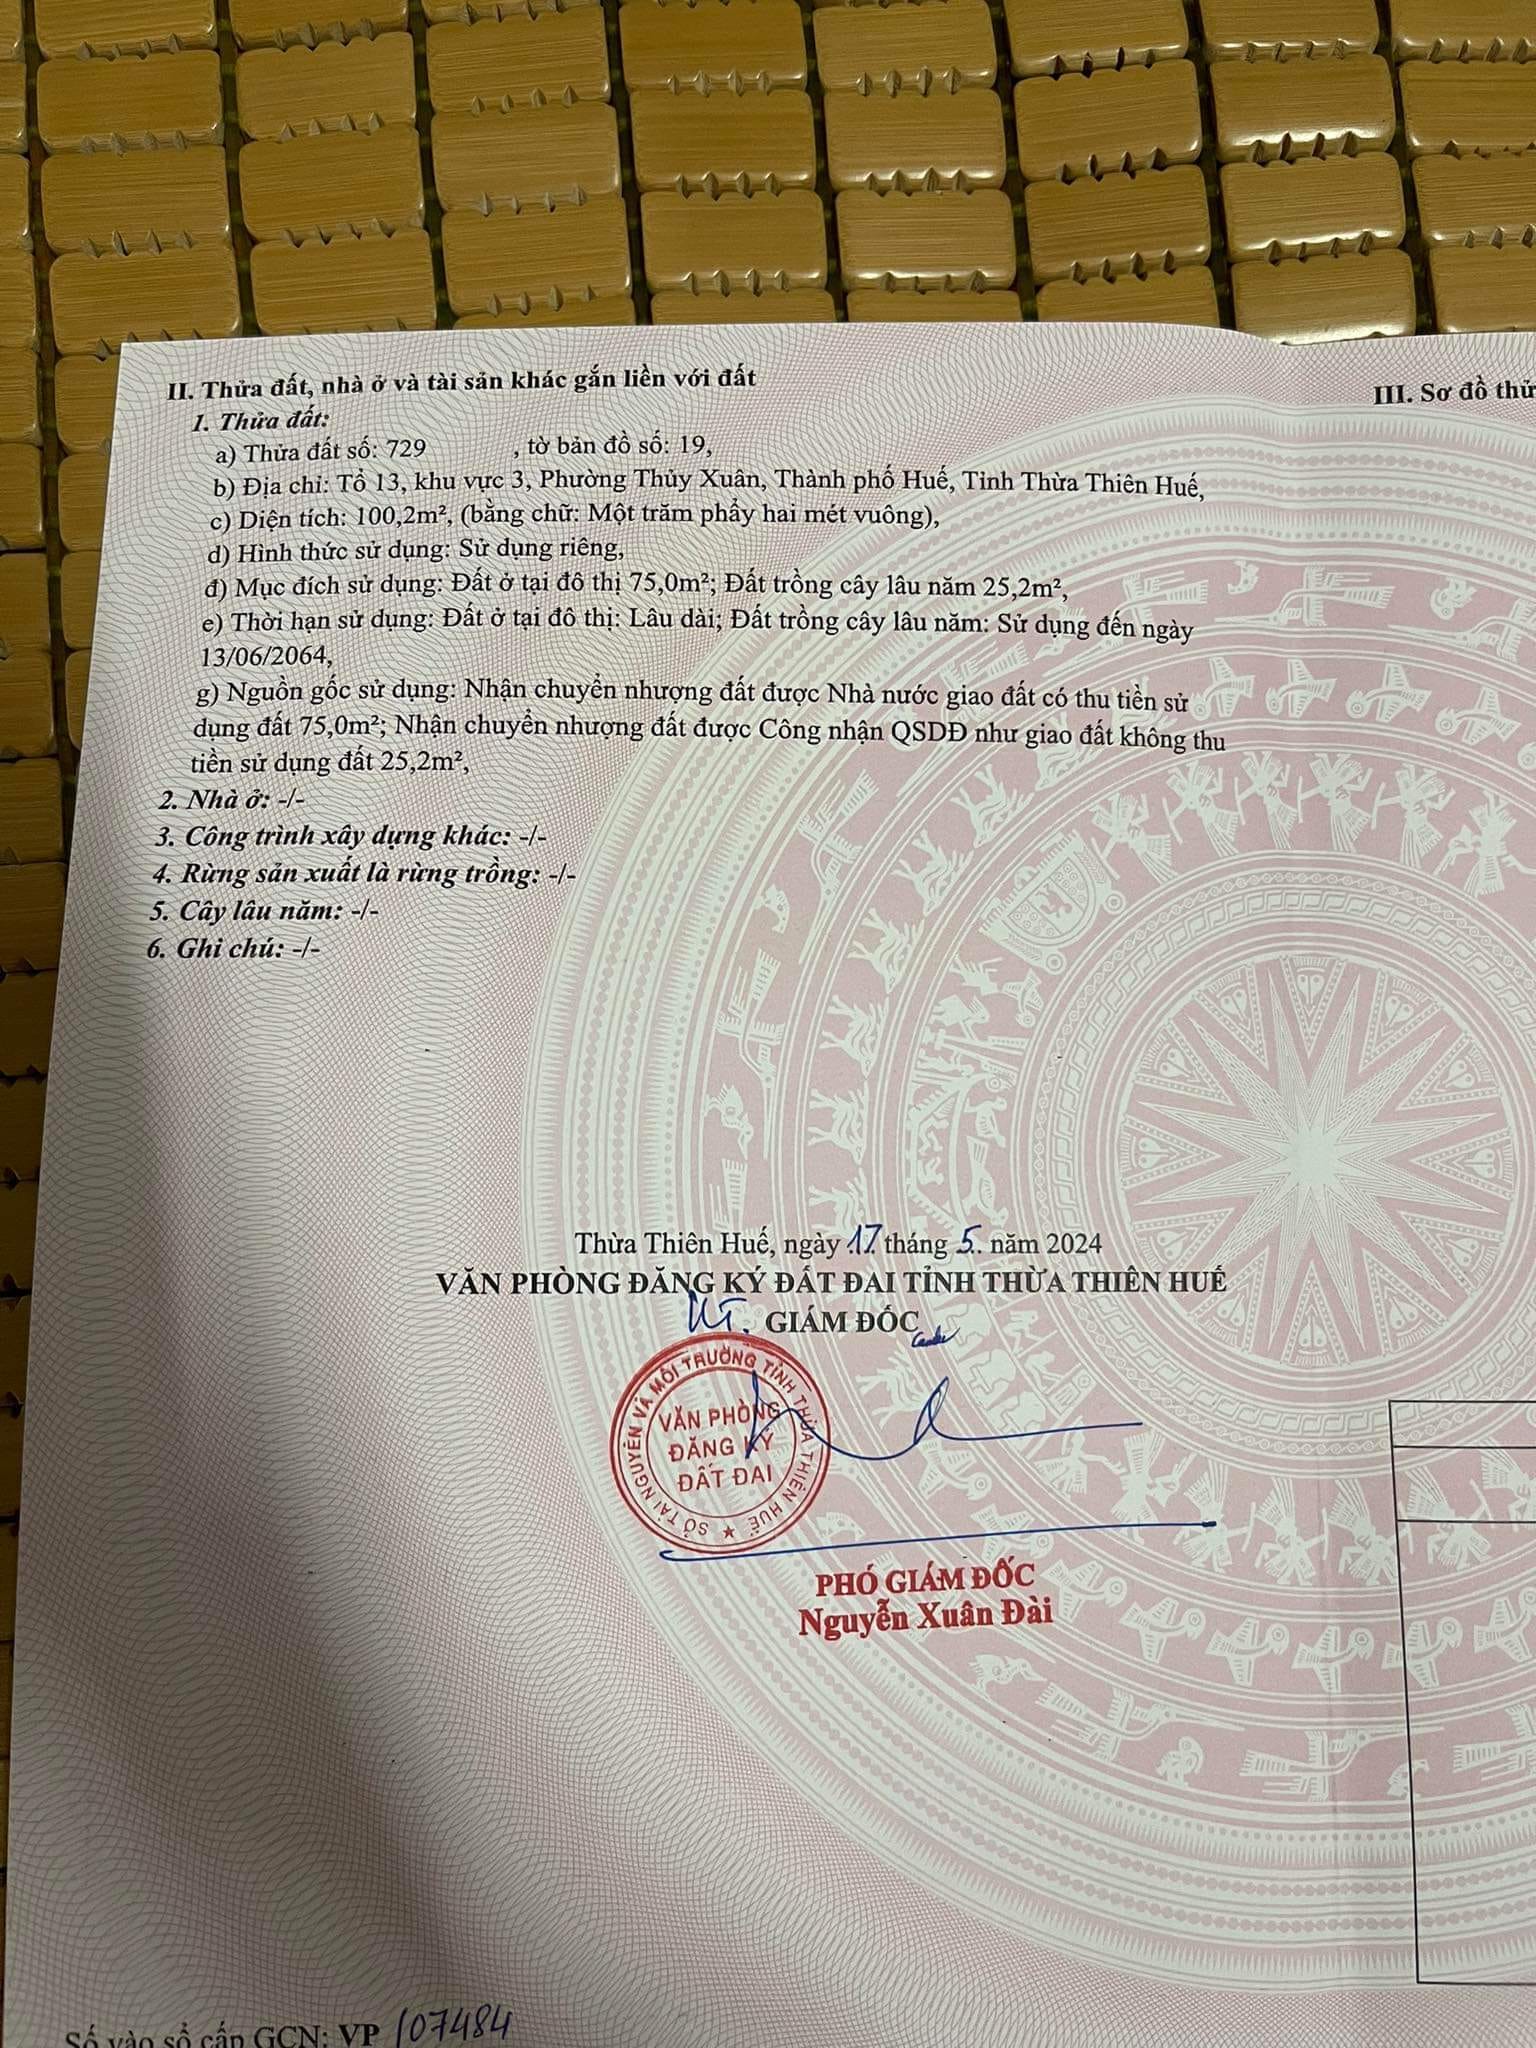 II. Thửa đất, nhà ở và tài sản khác gắn liền với đất
1. Thửa đất:
a) Thửa đất số: 729 , tờ bản đồ số: 19,
b) Địa chỉ: Tổ 13, khu vực 3, Phường Thủy Xuân, Thành phố Huế, Tỉnh Thừa Thiên Huế,
c) Diện tích: 100,2m², (bằng chữ: Một trăm phẩy hai mét vuông),
d) Hình thức sử dụng: Sử dụng riêng,
đ) Mục đích sử dụng: Đất ở tại đô thị 75,0m²; Đất trồng cây lâu năm 25,2m²,
e) Thời hạn sử dụng: Đất ở tại đô thị: Lâu dài; Đất trồng cây lâu năm: Sử dụng đến ngày
13/06/2064,
g) Nguồn gốc sử dụng: Nhận chuyển nhượng đất được Nhà nước giao đất có thu tiền sử
dụng đất 75,0m²; Nhận chuyển nhượng đất được Công nhận QSDĐ như giao đất không thu
tiền sử dụng đất 25,2m²,
2. Nhà ở: -/-
3. Công trình xây dựng khác: -/-
4. Rừng sản xuất là rừng trồng: -/-
5. Cây lâu năm: -/-
6. Ghi chú: -/-
III. Sơ đồ thử
Thừa Thiên Huế, ngày 17 tháng 5. năm 2024
VĂN PHÒNG ĐĂNG KÝ ĐẤT ĐAI TỈNH THỪA THIÊN HUẾ
KT. GIÁM ĐỐC
SỞ TÀI NGUYÊN VÀ MÔI TRƯỜNG TỈNH THỪA THIÊN HUẾ
VĂN PHÒNG
ĐĂNG KÝ
ĐẤT ĐAI
PHÓ GIÁM ĐỐC
Nguyễn Xuân Đài
Số vào sổ cấp GCN: VP 107484